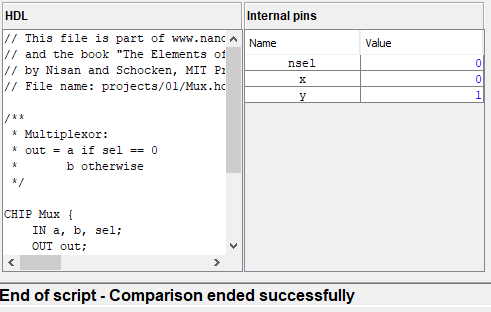 HDL
// This file is part of www.nand
// and the book "The Elements of
// by Nisan and Schocken, MIT Pr
// File name: projects/01/Mux.hd
/**
* Multiplexor:
* out = a if sel == 0
* b otherwise
*/
CHIP Mux {
IN a, b, sel;
OUT out;
Internal pins
Name Value
nsel 0
x 0
y 1
End of script - Comparison ended successfully